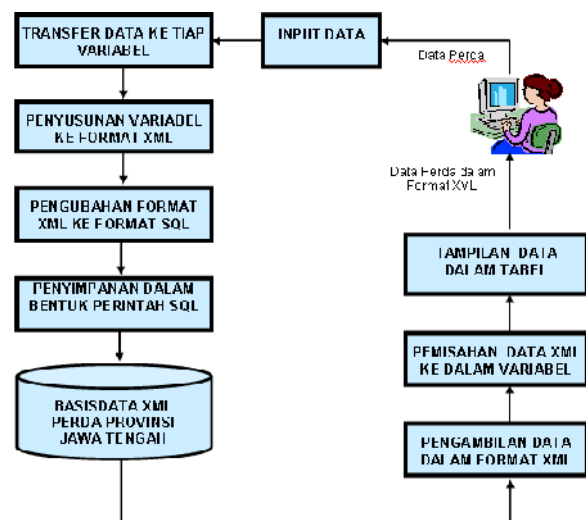 TRANSFER DATA KE TIAP
VARIABEL
INPUT DATA
Data Perda
PENYUSUNAN VARIABEL
KE FORMAT XML
PENGUBAHAN FORMAT
XML KE FORMAT SQL
PENYIMPANAN DALAM
BENTUK PERINTAH SQL
BASISDATA XML
PERDA PROVINSI
JAWA TENGAH
Data Perda dalam
Format XML
TAMPILAN DATA
DALAM TABEL
PEMISAHAN DATA XML
KE DALAM VARIABEL
PENGAMBILAN DATA
DALAM FORMAT XML